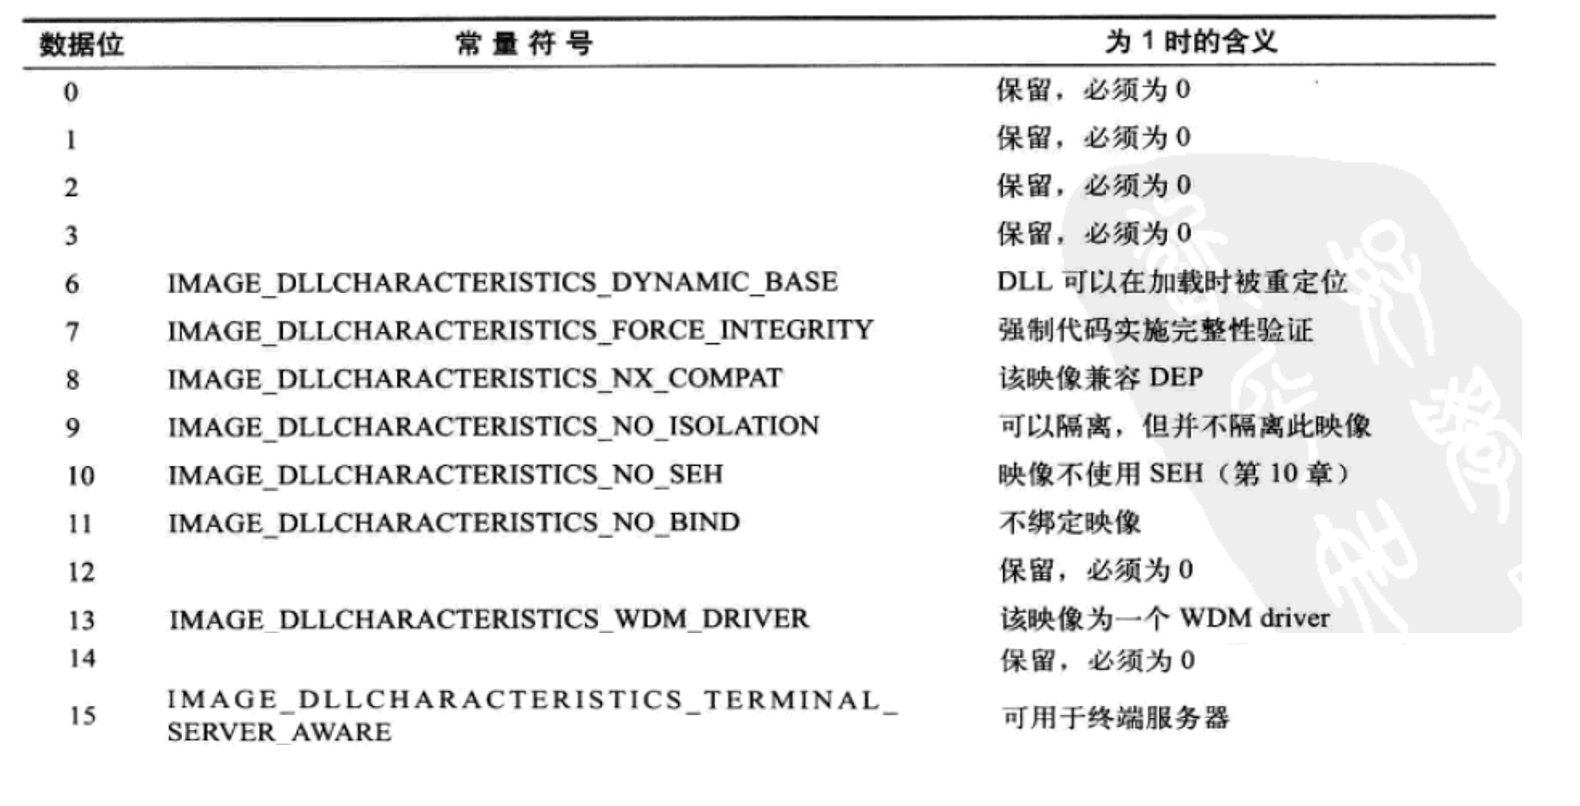 数据位 常量符号 为 1 时的含义
0 保留，必须为 0
1 保留，必须为 0
2 保留，必须为 0
3 保留，必须为 0
6 IMAGE_DLLCHARACTERISTICS_DYNAMIC_BASE DLL 可以在加载时被重定位
7 IMAGE_DLLCHARACTERISTICS_FORCE_INTEGRITY 强制代码实施完整性验证
8 IMAGE_DLLCHARACTERISTICS_NX_COMPAT 该映像兼容 DEP
9 IMAGE_DLLCHARACTERISTICS_NO_ISOLATION 可以隔离，但并不隔离此映像
10 IMAGE_DLLCHARACTERISTICS_NO_SEH 映像不使用 SEH（第 10 章）
11 IMAGE_DLLCHARACTERISTICS_NO_BIND 不绑定映像
12 保留，必须为 0
13 IMAGE_DLLCHARACTERISTICS_WDM_DRIVER 该映像为一个 WDM driver
14 保留，必须为 0
15 IMAGE_DLLCHARACTERISTICS_TERMINAL_
SERVER_AWARE 可用于终端服务器